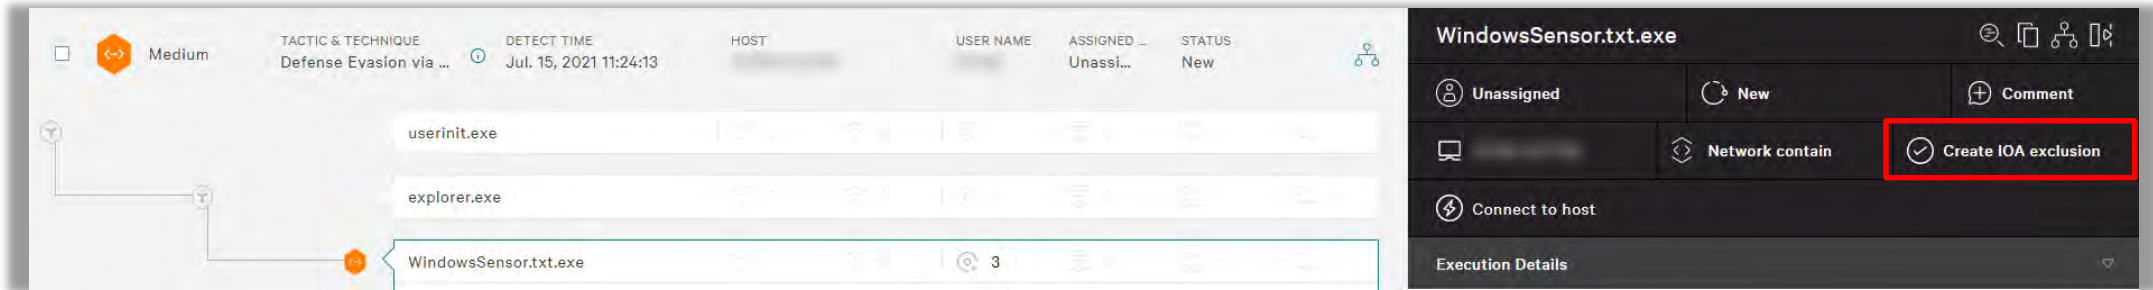 Medium
TACTIC & TECHNIQUE
Defense Evasion via ...
DETECT TIME
Jul. 15, 2021 11:24:13
HOST
USER NAME
ASSIGNED ...
Unassi...
STATUS
New
userinit.exe
explorer.exe
WindowsSensor.txt.exe
3
WindowsSensor.txt.exe
Unassigned
New
Comment
Network contain
Create IOA exclusion
Connect to host
Execution Details